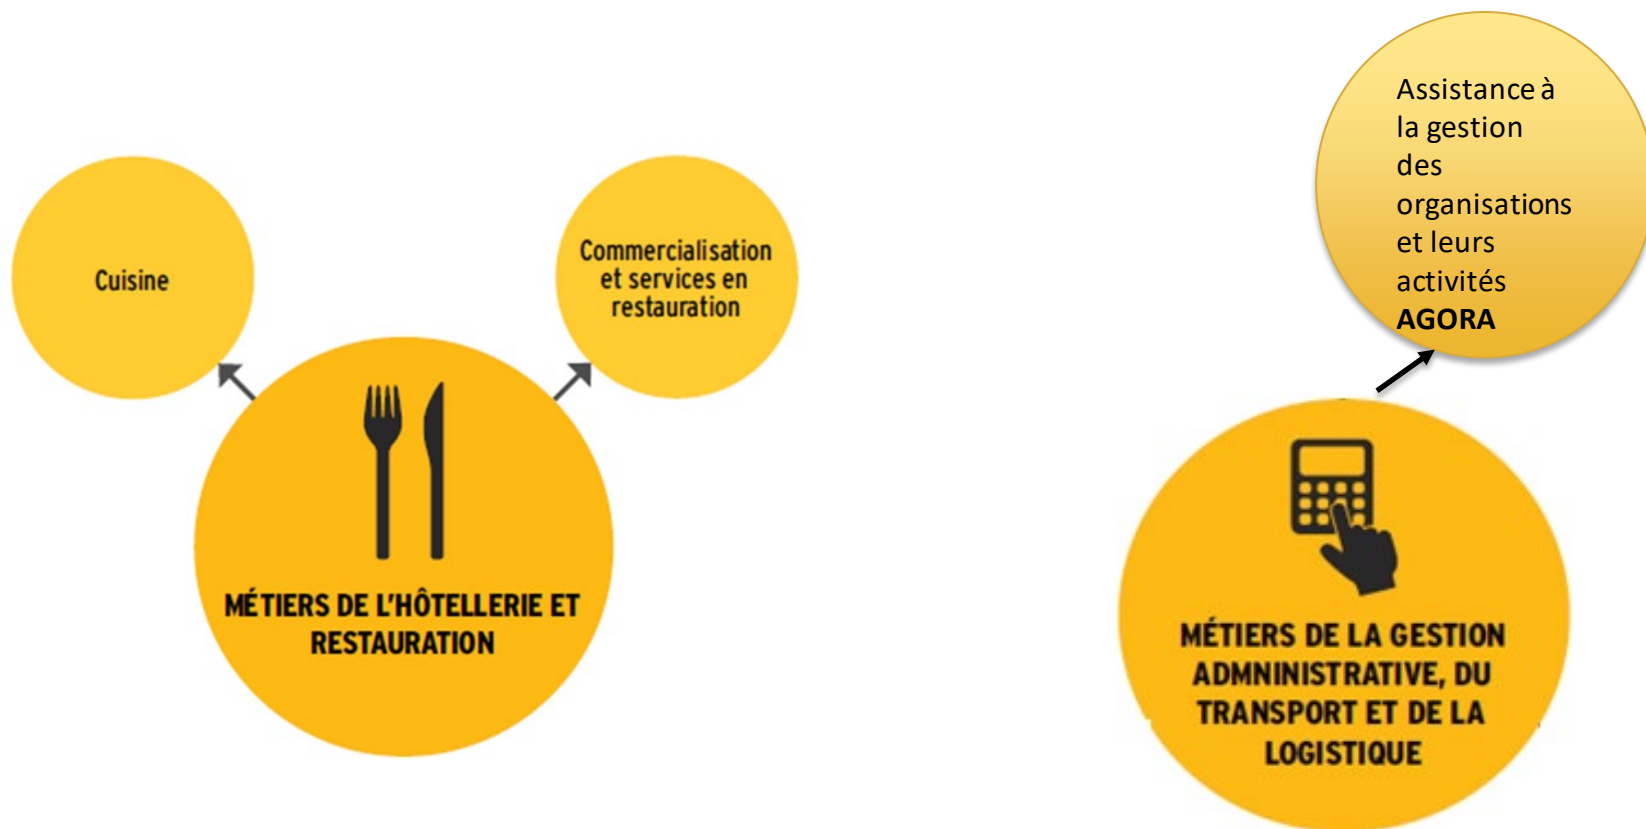 Cuisine
Commercialisation
et services en
restauration
MÉTIERS DE L'HÔTELLERIE ET
RESTAURATION
Assistance à
la gestion
des
organisations
et leurs
activités
AGORA
MÉTIERS DE LA GESTION
ADMNINISTRATIVE, DU
TRANSPORT ET DE LA
LOGISTIQUE